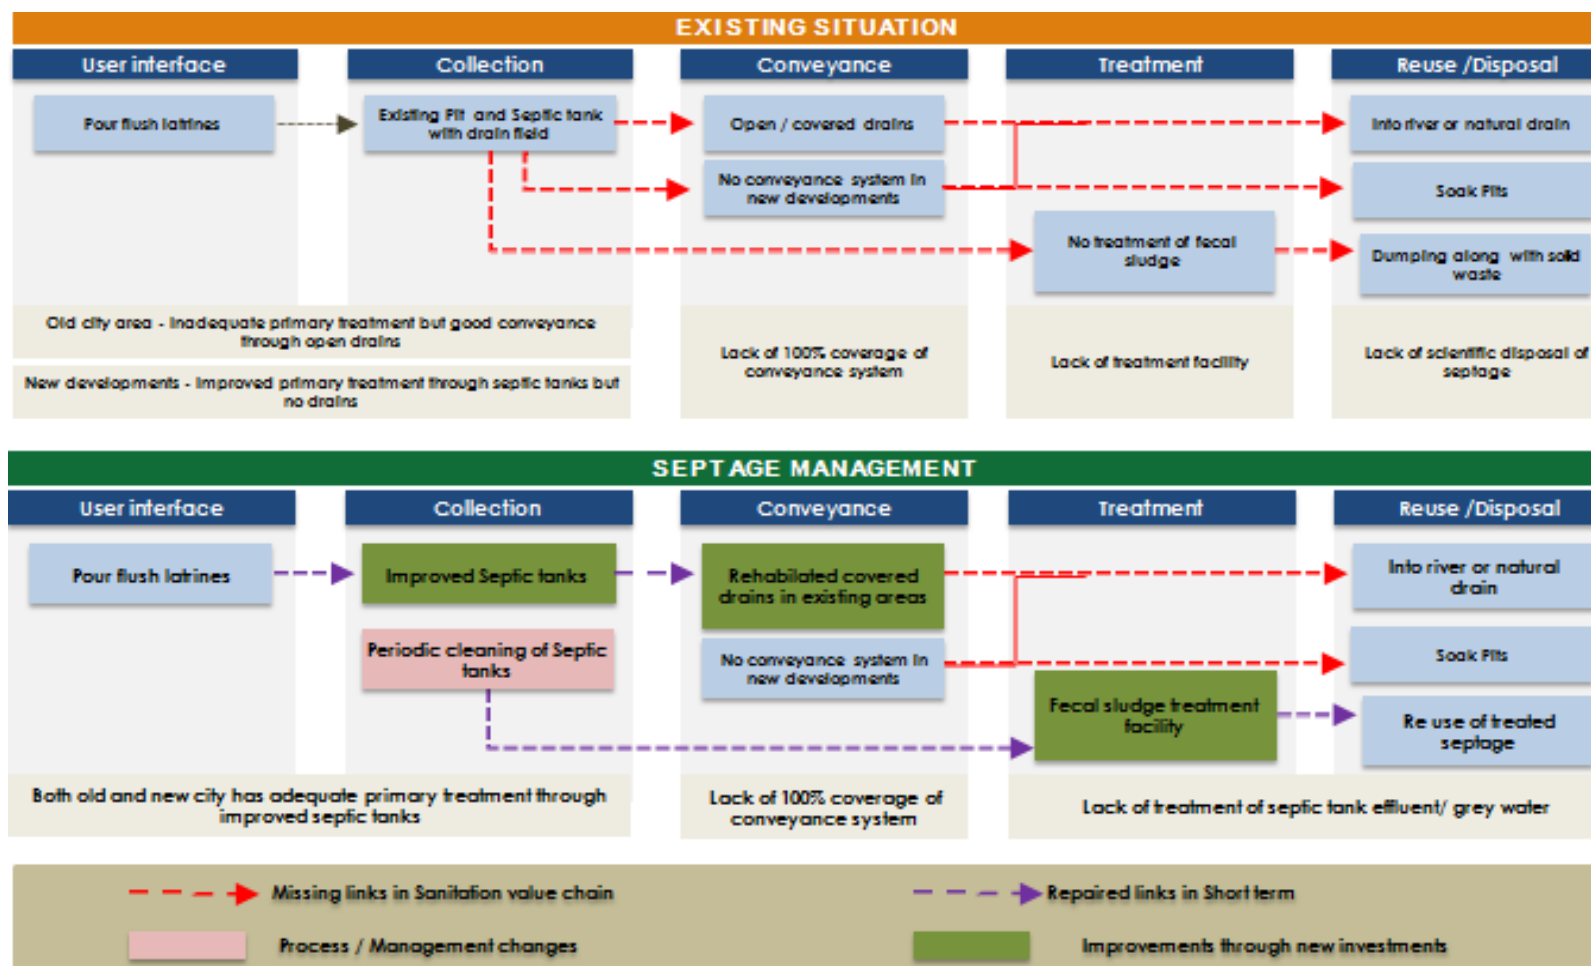 EXISTING SITUATION
User interface
Collection
Conveyance
Treatment
Reuse /Disposal
Pour flush latrines
Existing Pit and Septic tank
with drain field
Open / covered drains
Into river or natural drain
No conveyance system in
new developments
Soak Pits
No treatment of fecal
sludge
Dumping along with solid
waste
Old city area - Inadequate primary treatment but good conveyance
through open drains
New developments - Improved primary treatment through septic tanks but
no drains
Lack of 100% coverage of
conveyance system
Lack of treatment facility
Lack of scientific disposal of
septage
SEPTAGE MANAGEMENT
User interface
Collection
Conveyance
Treatment
Reuse /Disposal
Pour flush latrines
Improved Septic tanks
Rehabilated covered
drains in existing areas
Into river or natural
drain
Periodic cleaning of Septic
tanks
No conveyance system in
new developments
Soak Pits
Fecal sludge treatment
facility
Re use of treated
septage
Both old and new city has adequate primary treatment through
improved septic tanks
Lack of 100% coverage of
conveyance system
Lack of treatment of septic tank effluent/ grey water
Missing links in Sanitation value chain
Repaired links in Short term
Process / Management changes
Improvements through new investments